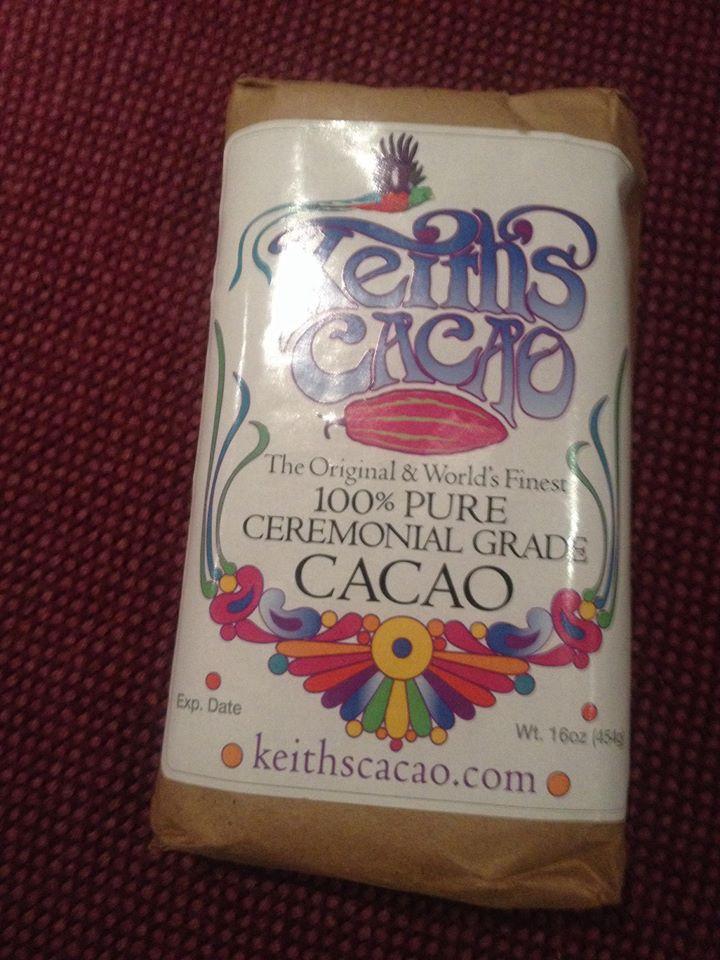 Keith's
CACAO
The Original & World's Finest
100% PURE
CEREMONIAL GRADE
CACAO
Exp. Date
Wt. 16oz (454g)
keithscacao.com